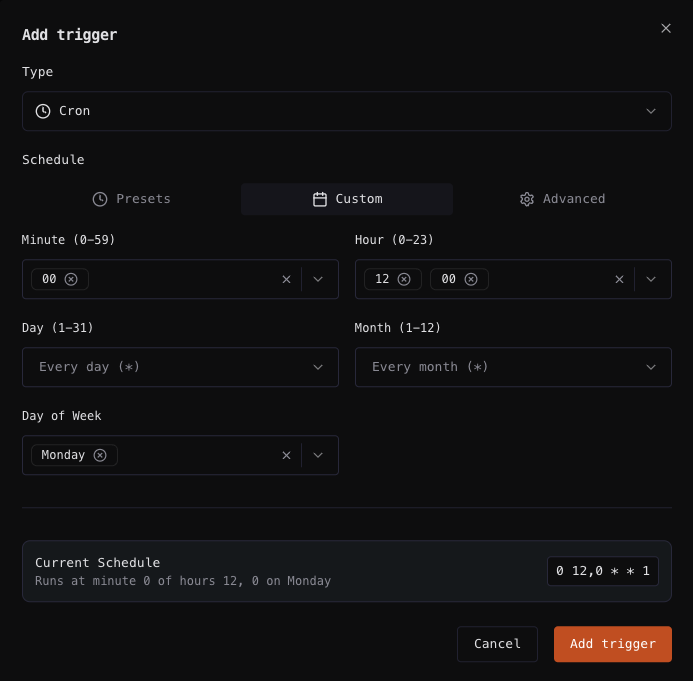 Add trigger
Type
Cron
Schedule
Presets Custom Advanced
Minute (0–59) Hour (0–23)
00 12 00
Day (1–31) Month (1–12)
Every day (*) Every month (*)
Day of Week
Monday
Current Schedule
Runs at minute 0 of hours 12, 0 on Monday
0 12,0 * * 1
Cancel Add trigger